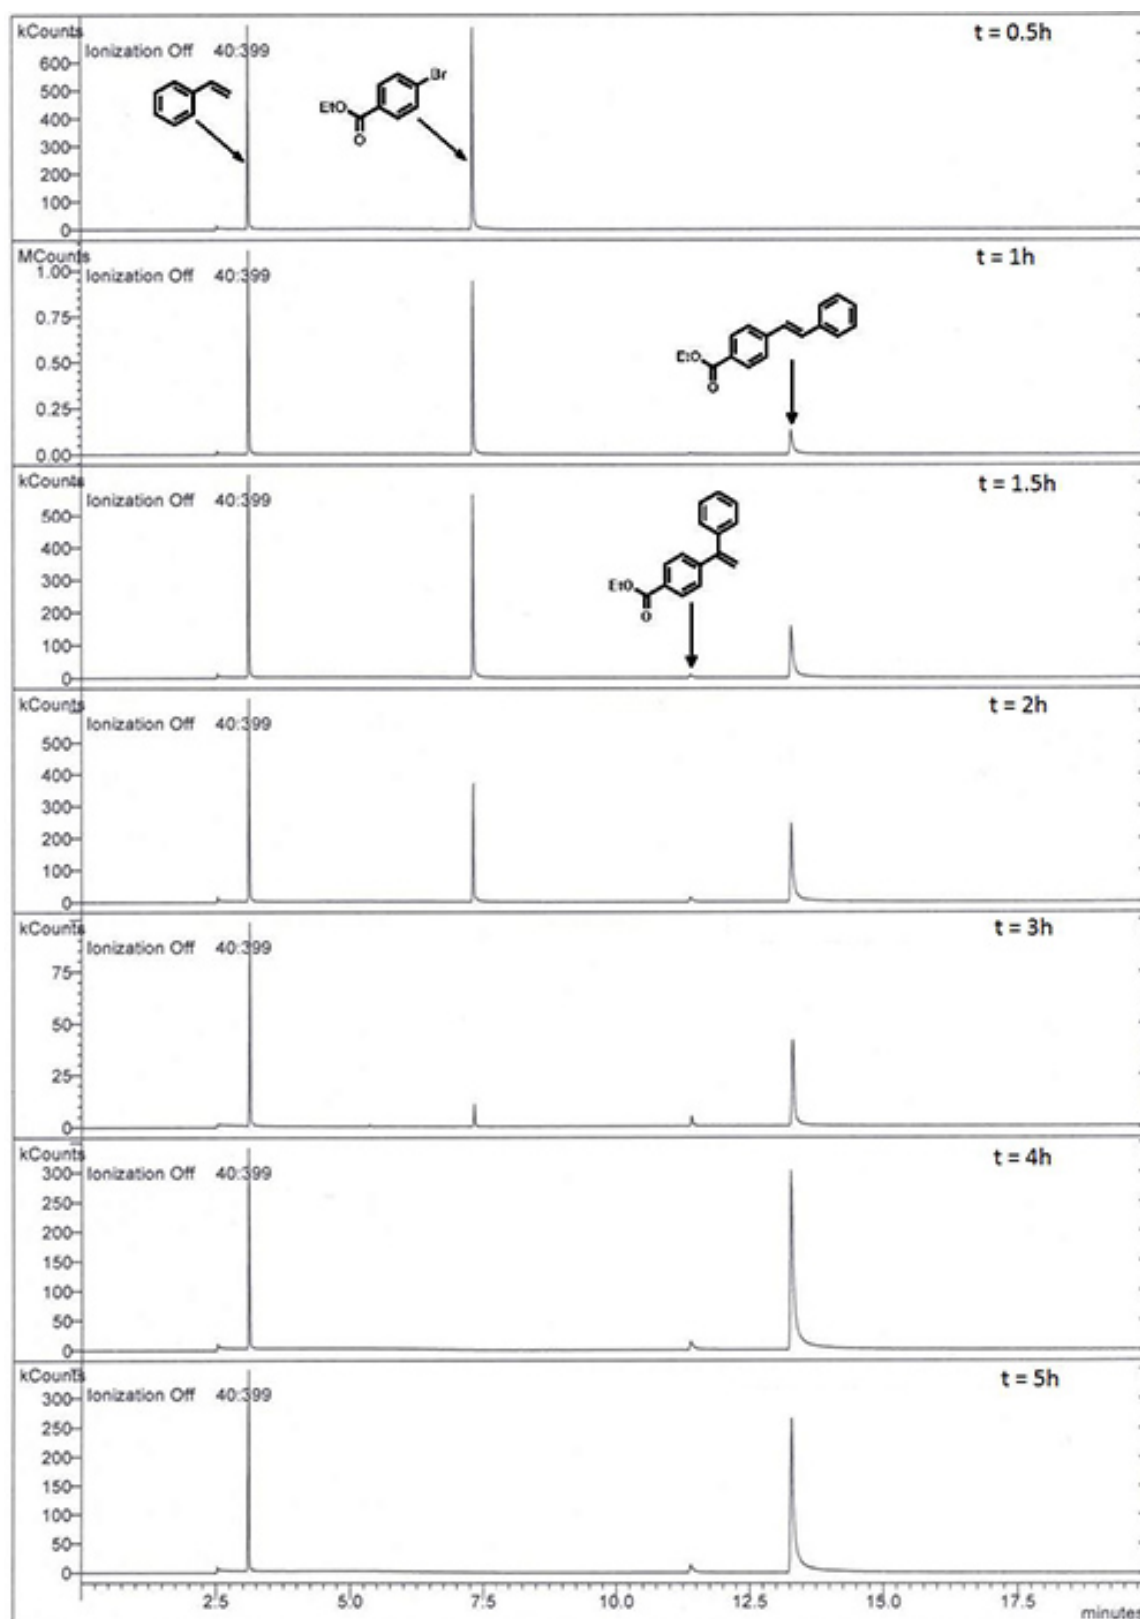 kCounts
t = 0.5h
Ionization Off 40:399
Br
EtO
O
600
500
400
300
200
100
0
MCounts
t = 1h
1.00
Ionization Off 40:399
0.75
EtO
O
0.50
0.25
0.00
kCounts
t = 1.5h
Ionization Off 40:399
500
400
300
EtO
O
200
100
0
kCounts
t = 2h
Ionization Off 40:399
500
400
300
200
100
0
kCounts
t = 3h
Ionization Off 40:399
75
50
25
0
kCounts
t = 4h
Ionization Off 40:399
300
250
200
150
100
50
0
kCounts
t = 5h
Ionization Off 40:399
300
250
200
150
100
50
0
2.5 5.0 7.5 10.0 12.5 15.0 17.5
minutes